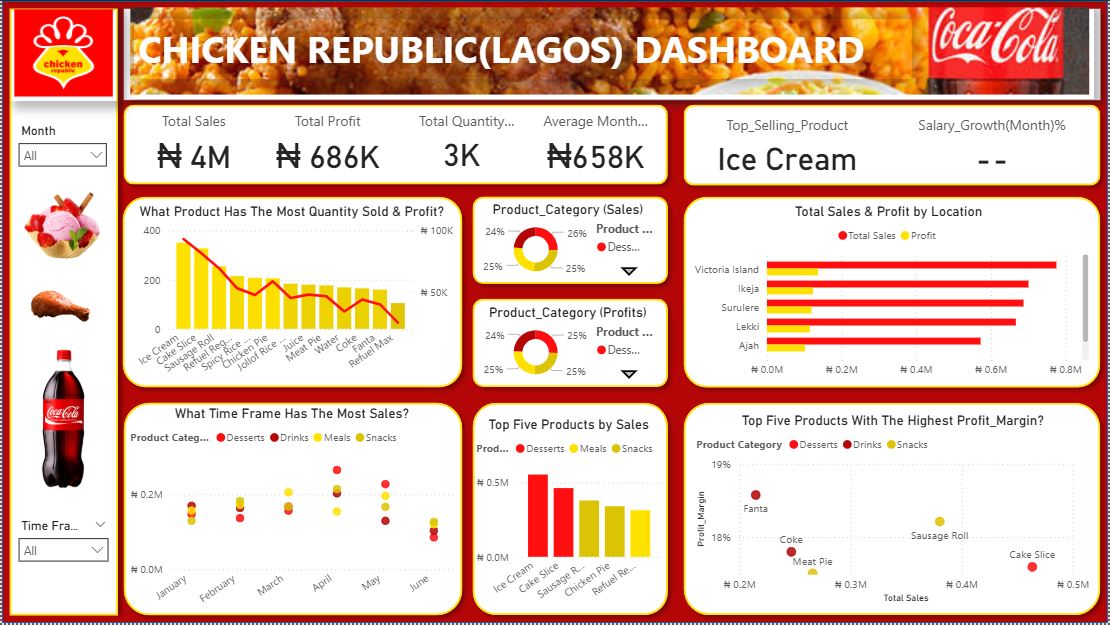 chicken
republic
CHICKEN REPUBLIC(LAGOS) DASHBOARD
Coca-Cola
Month
All
Total Sales
₦ 4M
Total Profit
₦ 686K
Total Quantity...
3K
Average Month...
₦658K
Top_Selling_Product
Ice Cream
Salary_Growth(Month)%
--
What Product Has The Most Quantity Sold & Profit?
400
200
0
₦ 100K
₦ 50K
Ice Cream
Cake Slice
Sausage Roll
Refuel Reg...
Spicy Rice ...
Chicken Pie
Jollof Rice ...
Juice
Meat Pie
Water
Coke
Fanta
Refuel Max
Product_Category (Sales)
24%
26%
25%
25%
Product ...
Dess...
Product_Category (Profits)
24%
25%
25%
25%
Product ...
Dess...
Total Sales & Profit by Location
Total Sales Profit
Victoria Island
Ikeja
Surulere
Lekki
Ajah
₦ 0.0M ₦ 0.2M ₦ 0.4M ₦ 0.6M ₦ 0.8M
Coca-Cola
Time Fra...
All
What Time Frame Has The Most Sales?
Product Categ... Desserts Drinks Meals Snacks
₦ 0.2M
₦ 0.0M
January
February
March
April
May
June
Top Five Products by Sales
Prod... Desserts Meals Snacks
₦ 0.5M
₦ 0.0M
Ice Cream
Cake Slice
Sausage R...
Chicken Pie
Refuel Re...
Top Five Products With The Highest Profit_Margin?
Product Category Desserts Drinks Snacks
Profit_Margin
19%
18%
Fanta
Coke
Meat Pie
Sausage Roll
Cake Slice
₦ 0.2M ₦ 0.3M ₦ 0.4M ₦ 0.5M
Total Sales